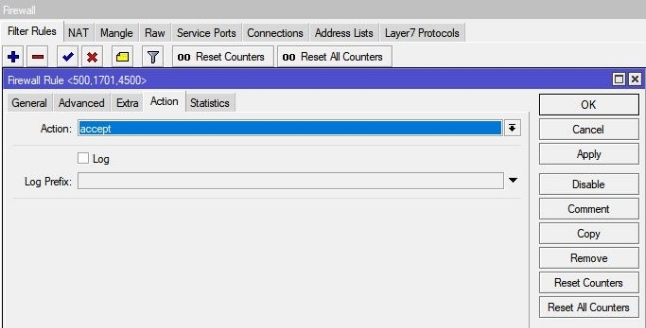 Firewall
Filter Rules NAT Mangle Raw Service Ports Connections Address Lists Layer7 Protocols
00 Reset Counters 00 Reset All Counters
Firewall Rule <500,1701,4500>
General Advanced Extra Action Statistics
Action: accept
Log
Log Prefix:
OK
Cancel
Apply
Disable
Comment
Copy
Remove
Reset Counters
Reset All Counters